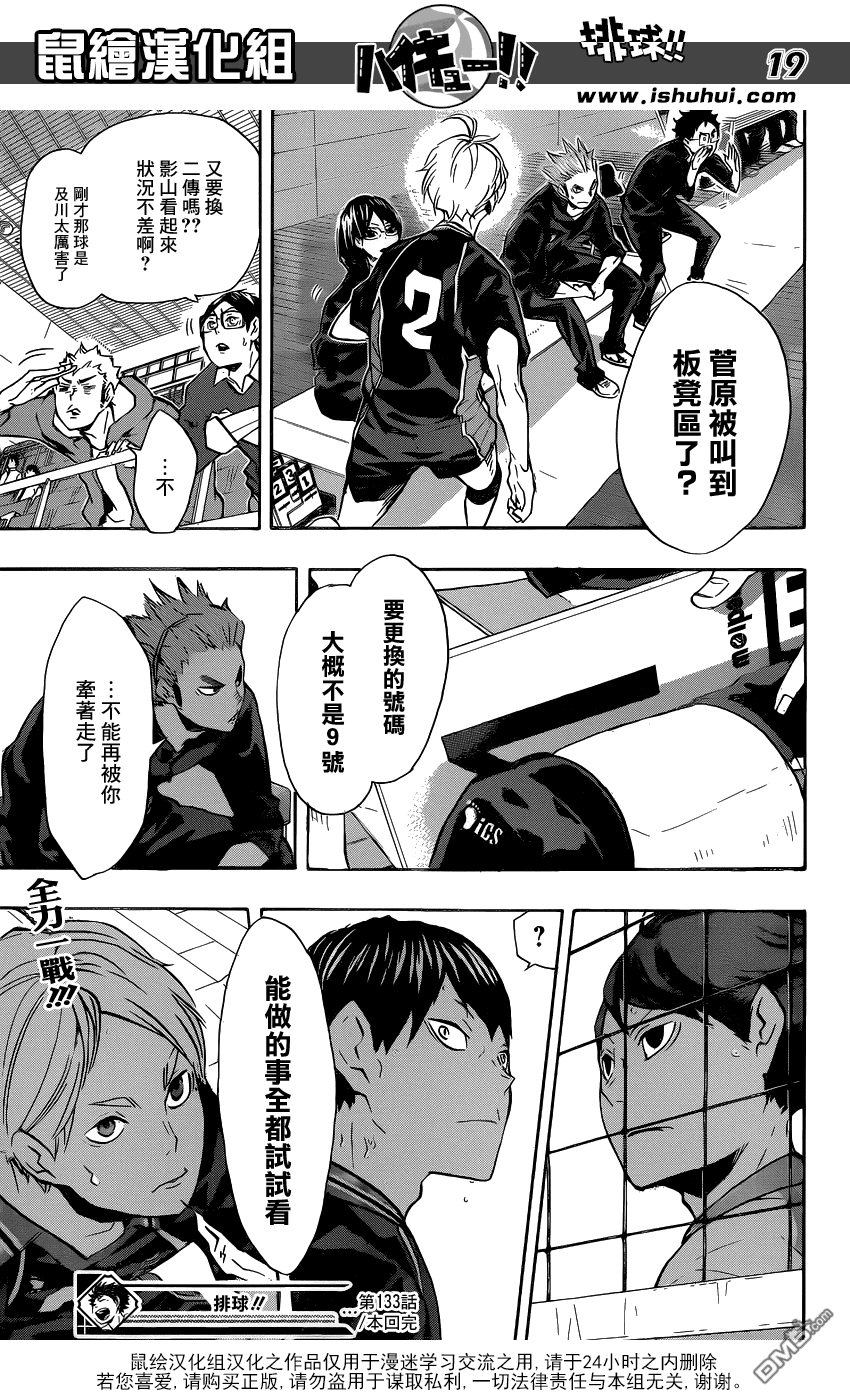 鼠繪漢化組
ハイキュー!!
排球!!
19
www.ishuhui.com
菅原被叫到
板凳區了?
2
又要換
二傳嗎??
影山看起來
狀況不差啊?
剛才那球是
及川太厲害了
…不
molep
要更換的號碼
大概不是9號
iCS
…不能再被你
牽著走了
?
能做的事全都試試看
全力一戰!!!
排球!!
…第133話
/本回完
鼠绘汉化组汉化之作品仅用于漫迷学习交流之用, 请于24小时之内删除
若您喜爱, 请购买正版, 请勿用于谋取私利, 一切法律责任与本组无关, 谢谢.